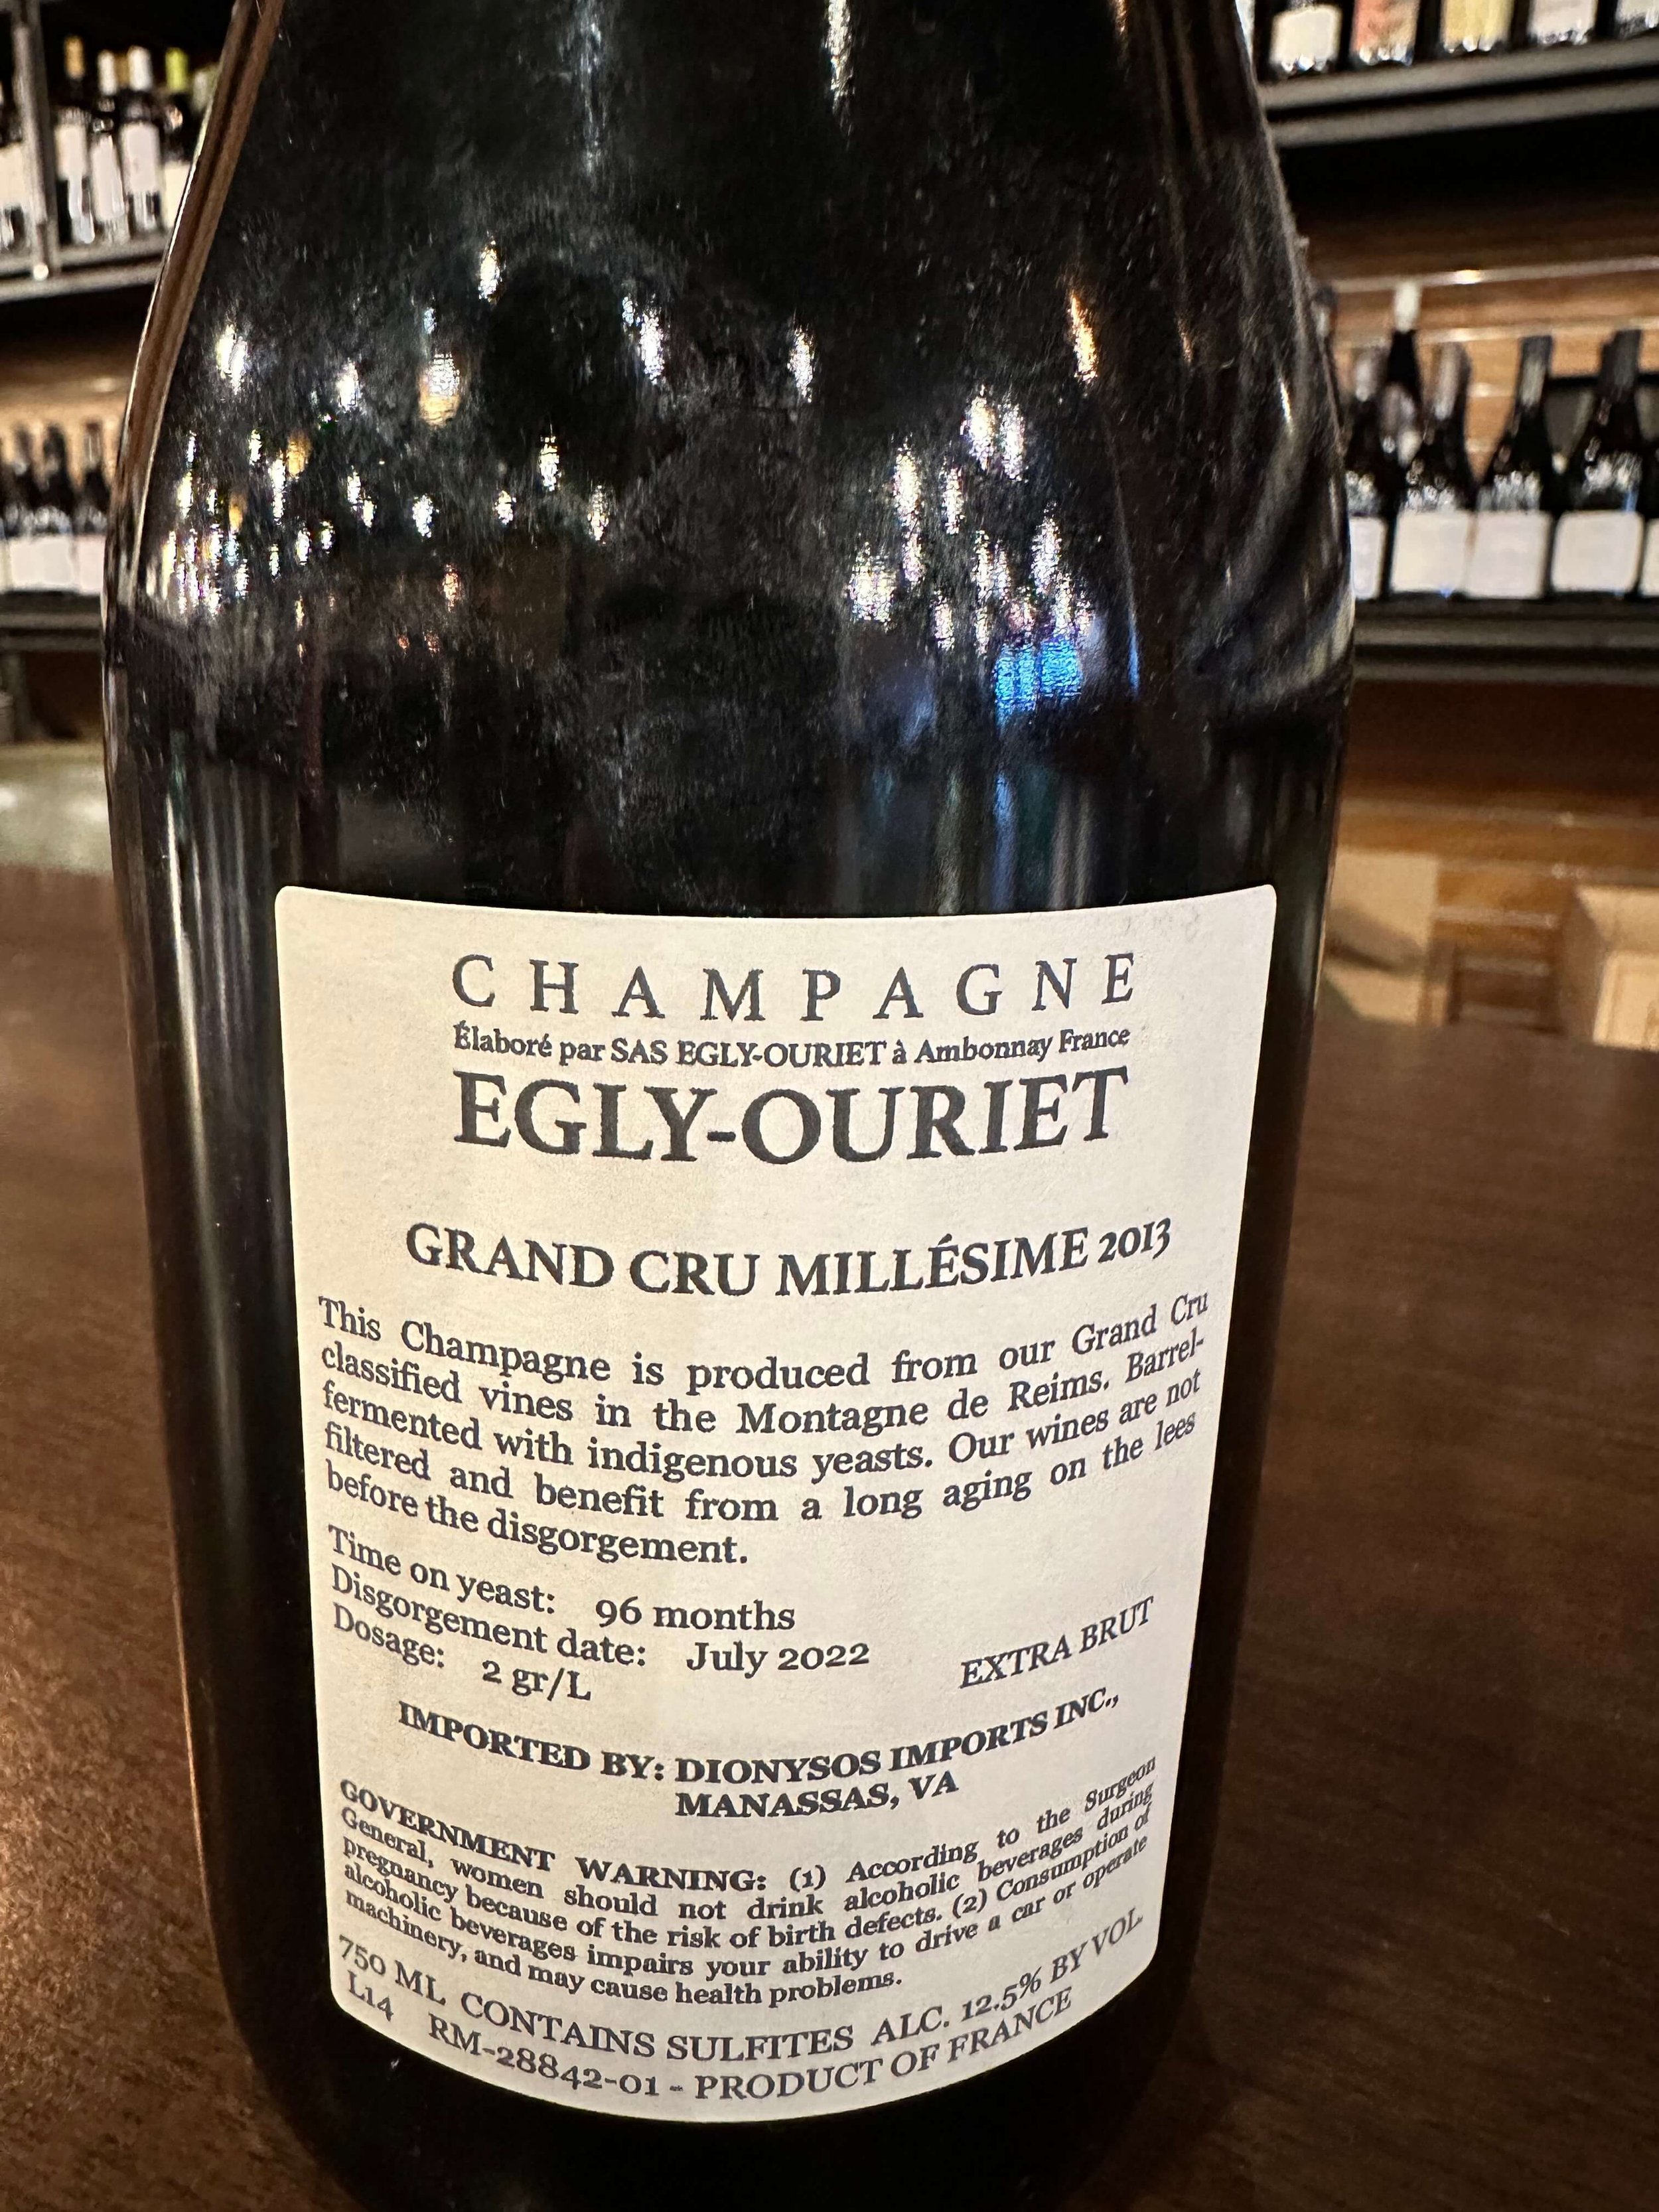 CHAMPAGNE
Élaboré par SAS EGLY-OURIET à Ambonnay France
EGLY-OURIET
GRAND CRU MILLÉSIME 2013
This Champagne is produced from our Grand Cru
classified vines in the Montagne de Reims. Barrel-
fermented with indigenous yeasts. Our wines are not
filtered and benefit from a long aging on the lees
before the disgorgement.
Time on yeast: 96 months
Disgorgement date: July 2022
Dosage: 2 gr/L
EXTRA BRUT
IMPORTED BY: DIONYSOS IMPORTS INC.,
MANASSAS, VA
GOVERNMENT WARNING: (1) According to the Surgeon
General, women should not drink alcoholic beverages during
pregnancy because of the risk of birth defects. (2) Consumption of
alcoholic beverages impairs your ability to drive a car or operate
machinery, and may cause health problems.
750 ML CONTAINS SULFITES ALC. 12.5% BY VOL
L14 RM-28842-01 - PRODUCT OF FRANCE